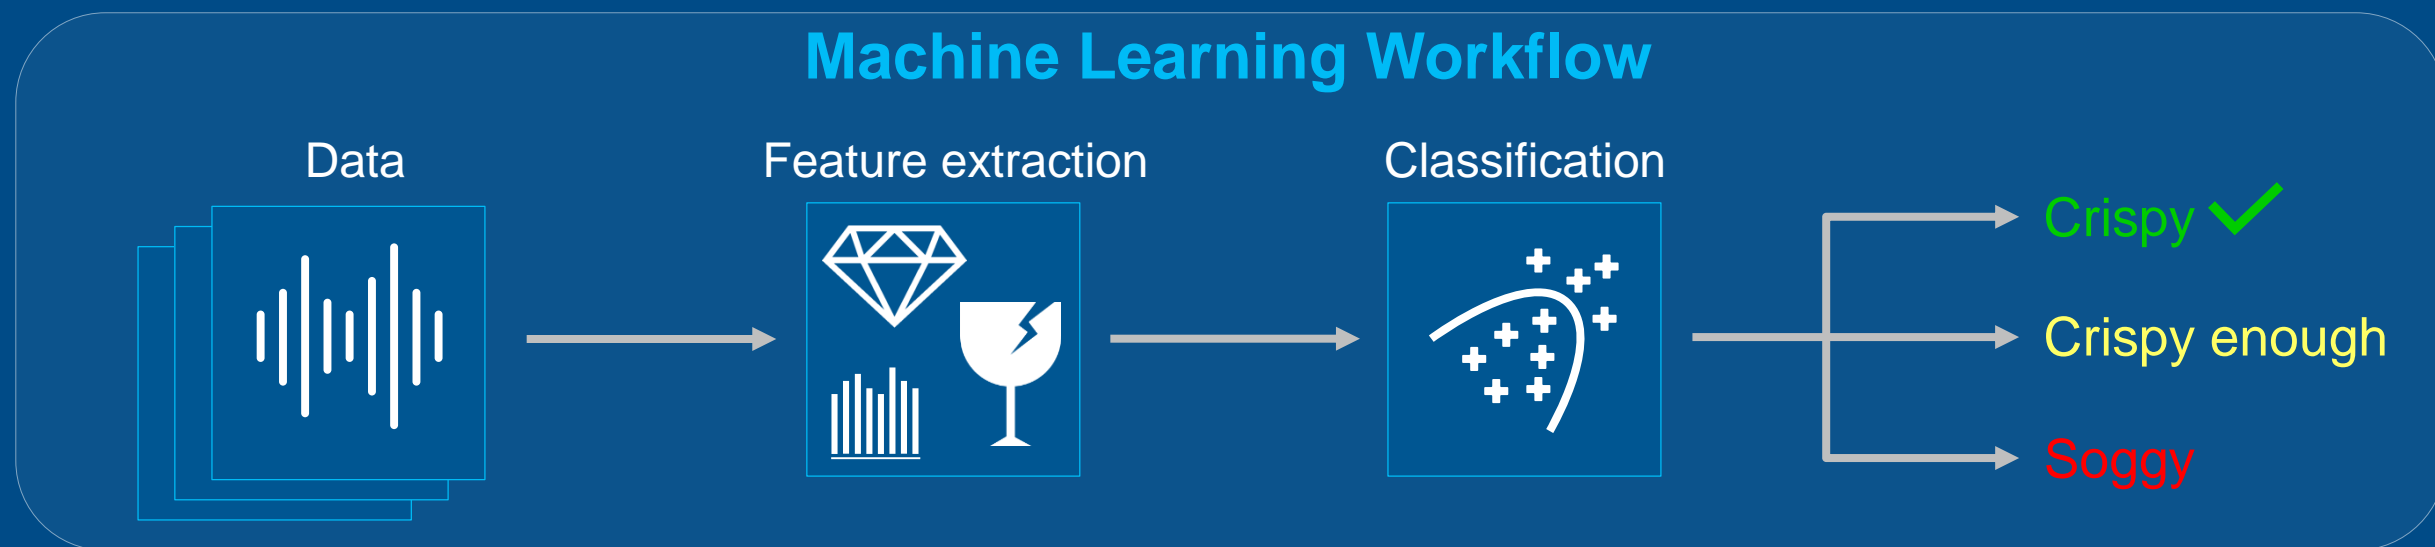 Machine Learning Workflow
Data
Feature extraction
Classification
Crispy
Crispy enough
Soggy